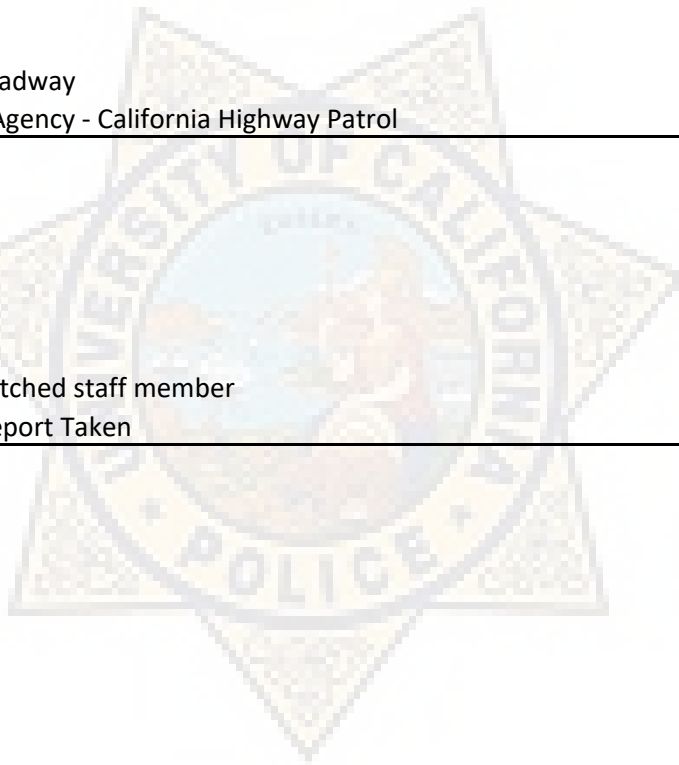 adway
Agency - California Highway Patrol
UNIVERSITY OF CALIFORNIA
tched staff member
eport Taken
POLICE